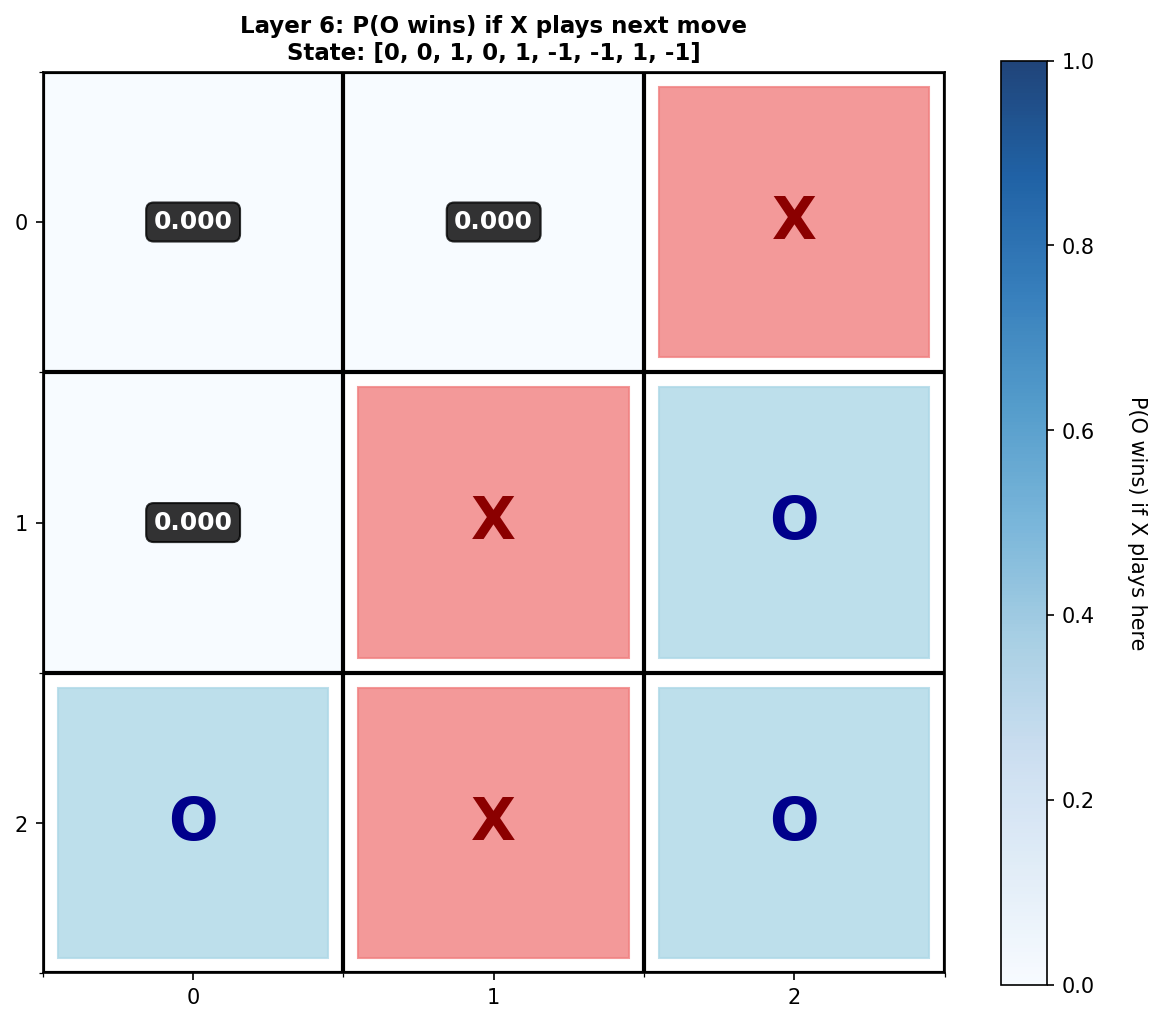 Layer 6: P(O wins) if X plays next move
State: [0, 0, 1, 0, 1, -1, -1, 1, -1]
0
0.000
0.000
X
1
0.000
X
O
2
O
X
O
0
1
2
1.0
0.8
0.6
0.4
0.2
0.0
P(O wins) if X plays here